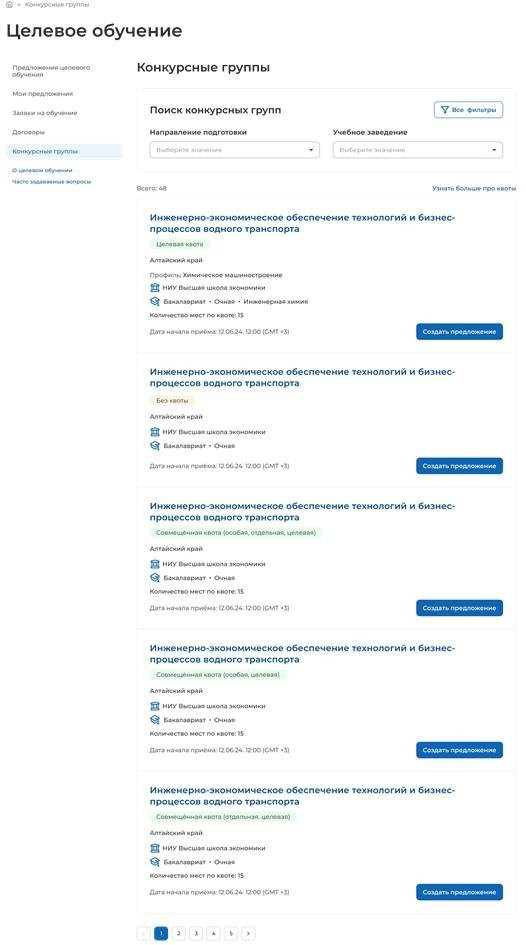 Конкурсные группы
Целевое обучение
Предложения целевого
обучения
Мои предложения
Заявки на обучение
Договоры
Конкурсные группы
О целевом обучении
Часто задаваемые вопросы
Конкурсные группы
Поиск конкурсных групп
Все фильтры
Направление подготовки
Учебное заведение
Выберите значение
Выберите значение
Всего: 48
Узнать больше про квоты
Инженерно-экономическое обеспечение технологий и бизнес-
процессов водного транспорта
Целевая квота
Алтайский край
Профиль: Химическое машиностроение
НИУ Высшая школа экономики
Бакалавриат • Очная • Инженерная химия
Количество мест по квоте: 15
Дата начала приёма: 12.06.24. 12:00 (GMT +3)
Создать предложение
Инженерно-экономическое обеспечение технологий и бизнес-
процессов водного транспорта
Без квоты
Алтайский край
НИУ Высшая школа экономики
Бакалавриат • Очная
Дата начала приёма: 12.06.24. 12:00 (GMT +3)
Создать предложение
Инженерно-экономическое обеспечение технологий и бизнес-
процессов водного транспорта
Совмещённая квота (особая, отдельная, целевая)
Алтайский край
НИУ Высшая школа экономики
Бакалавриат • Очная
Количество мест по квоте: 15
Дата начала приёма: 12.06.24. 12:00 (GMT +3)
Создать предложение
Инженерно-экономическое обеспечение технологий и бизнес-
процессов водного транспорта
Совмещённая квота (особая, целевая)
Алтайский край
НИУ Высшая школа экономики
Бакалавриат • Очная
Количество мест по квоте: 15
Дата начала приёма: 12.06.24. 12:00 (GMT +3)
Создать предложение
Инженерно-экономическое обеспечение технологий и бизнес-
процессов водного транспорта
Совмещённая квота (отдельная, целевая)
Алтайский край
НИУ Высшая школа экономики
Бакалавриат • Очная
Количество мест по квоте: 15
Дата начала приёма: 12.06.24. 12:00 (GMT +3)
Создать предложение
1 2 3 4 5